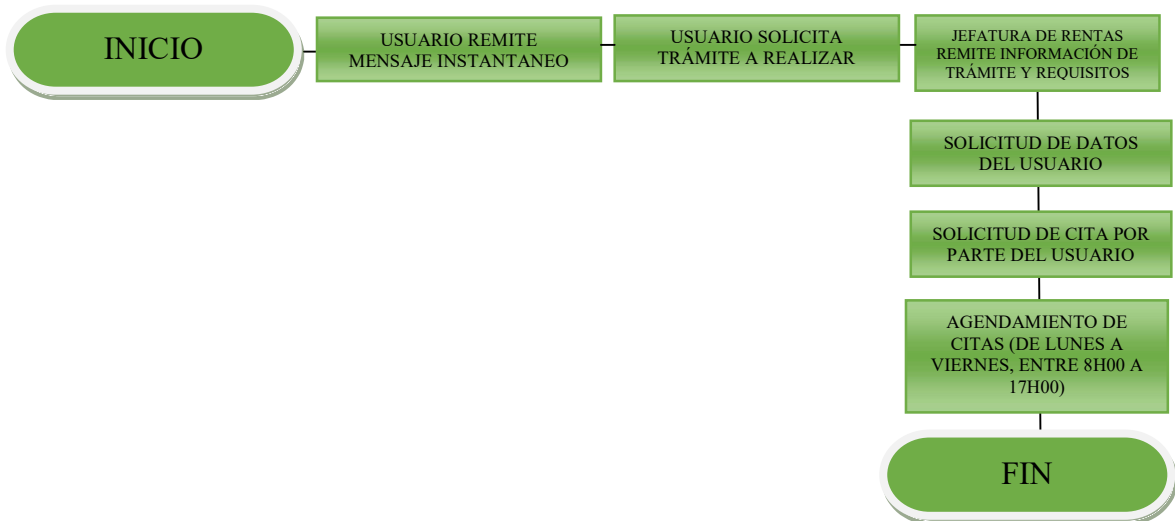 INICIO
USUARIO REMITE
MENSAJE INSTANTANEO
USUARIO SOLICITA
TRÁMITE A REALIZAR
JEFATURA DE RENTAS
REMITE INFORMACIÓN DE
TRÁMITE Y REQUISITOS
SOLICITUD DE DATOS
DEL USUARIO
SOLICITUD DE CITA POR
PARTE DEL USUARIO
AGENDAMIENTO DE
CITAS (DE LUNES A
VIERNES, ENTRE 8H00 A
17H00)
FIN